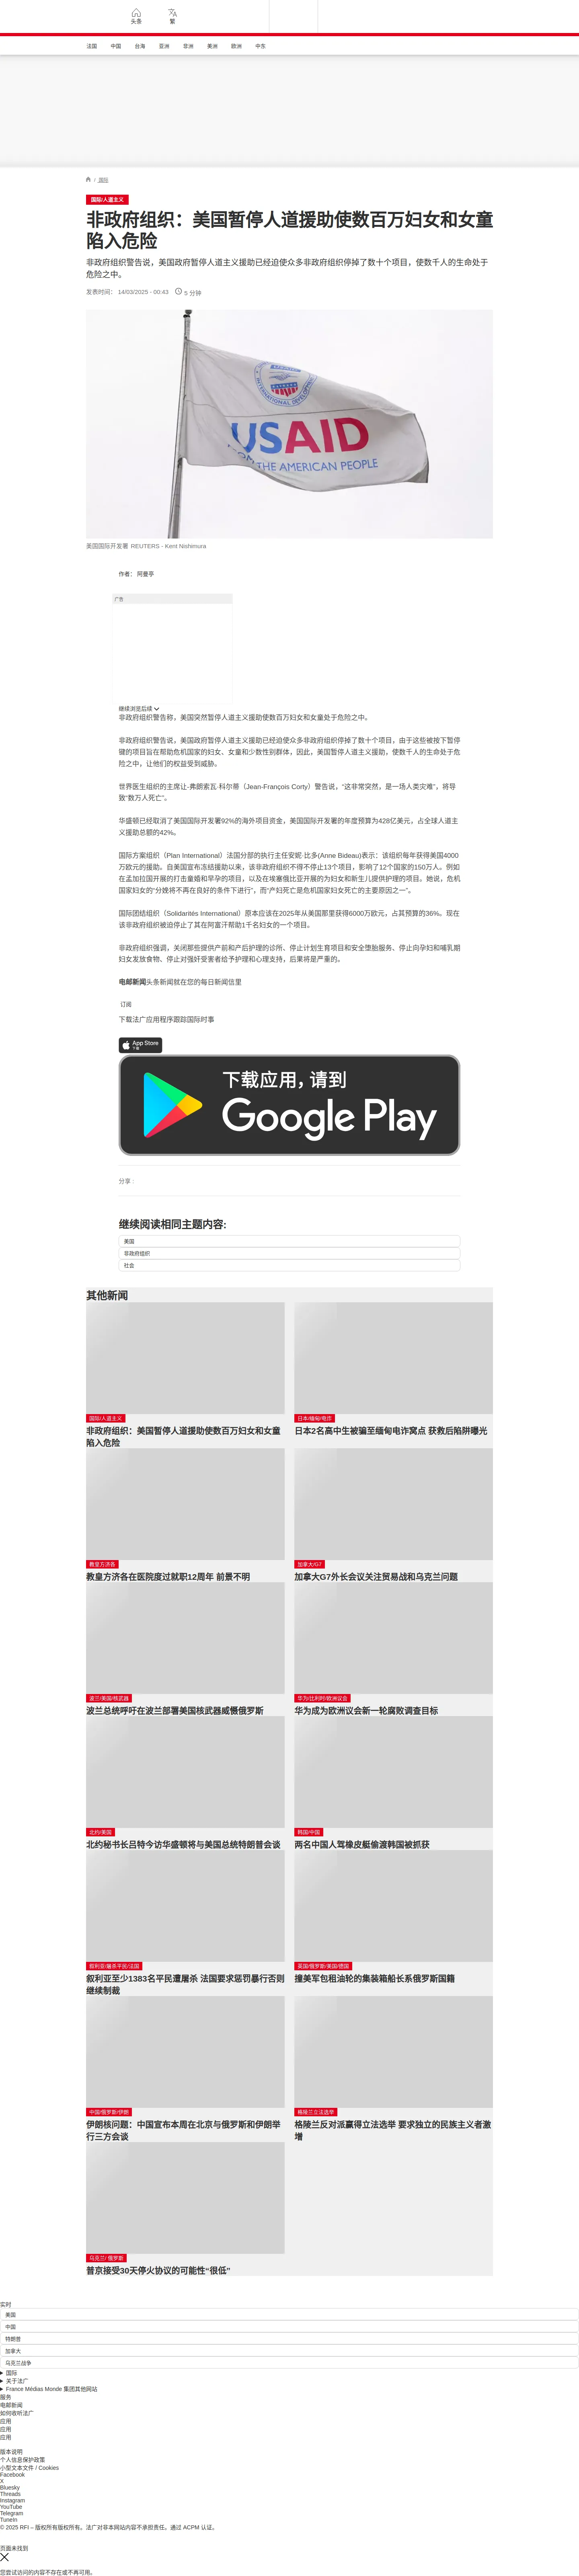 头条
繁
法国
中国
台海
亚洲
非洲
美洲
欧洲
中东
/ 国际
国际/人道主义
非政府组织：美国暂停人道援助使数百万妇女和女童
陷入危险
非政府组织警告说，美国政府暂停人道主义援助已经迫使众多非政府组织停掉了数十个项目，使数千人的生命处于
危险之中。
发表时间： 14/03/2025 - 00:43
5 分钟
USAID
FROM THE AMERICAN PEOPLE
美国国际开发署 REUTERS - Kent Nishimura
作者： 阿曼亭
广告
继续浏览后续
非政府组织警告称，美国突然暂停人道主义援助使数百万妇女和女童处于危险之中。
非政府组织警告说，美国政府暂停人道主义援助已经迫使众多非政府组织停掉了数十个项目，由于这些被按下暂停
键的项目旨在帮助危机国家的妇女、女童和少数性别群体，因此，美国暂停人道主义援助，使数千人的生命处于危
险之中，让他们的权益受到威胁。
世界医生组织的主席让-弗朗索瓦·科尔蒂（Jean-François Corty）警告说，“这非常突然，是一场人类灾难”，将导
致“数万人死亡”。
华盛顿已经取消了美国国际开发署92%的海外项目资金，美国国际开发署的年度预算为428亿美元，占全球人道主
义援助总额的42%。
国际方案组织（Plan International）法国分部的执行主任安妮·比多(Anne Bideau)表示：该组织每年获得美国4000
万欧元的援助。自美国宣布冻结援助以来，该非政府组织不得不停止13个项目，影响了12个国家的150万人。例如
在孟加拉国开展的打击童婚和早孕的项目，以及在埃塞俄比亚开展的为妇女和新生儿提供护理的项目。她说，危机
国家妇女的“分娩将不再在良好的条件下进行”，而“产妇死亡是危机国家妇女死亡的主要原因之一”。
国际团结组织（Solidarités International）原本应该在2025年从美国那里获得6000万欧元，占其预算的36%。现在
该非政府组织被迫停止了其在阿富汗帮助1千名妇女的一个项目。
非政府组织强调，关闭那些提供产前和产后护理的诊所、停止计划生育项目和安全堕胎服务、停止向孕妇和哺乳期
妇女发放食物、停止对强奸受害者给予护理和心理支持，后果将是严重的。
电邮新闻头条新闻就在您的每日新闻信里
订阅
下载法广应用程序跟踪国际时事
App Store
下载
下载应用，请到
Google Play
分享 :
继续阅读相同主题内容:
美国
非政府组织
社会
其他新闻
国际/人道主义
非政府组织：美国暂停人道援助使数百万妇女和女童
陷入危险
日本/缅甸/电诈
日本2名高中生被骗至缅甸电诈窝点 获救后陷阱曝光
教皇方济各
教皇方济各在医院度过就职12周年 前景不明
加拿大/G7
加拿大G7外长会议关注贸易战和乌克兰问题
波兰/美国/核武器
波兰总统呼吁在波兰部署美国核武器威慑俄罗斯
华为/比利时/欧洲议会
华为成为欧洲议会新一轮腐败调查目标
北约/美国
北约秘书长吕特今访华盛顿将与美国总统特朗普会谈
韩国/中国
两名中国人驾橡皮艇偷渡韩国被抓获
叙利亚/屠杀平民/法国
叙利亚至少1383名平民遭屠杀 法国要求惩罚暴行否则
继续制裁
英国/俄罗斯/美国/德国
撞美军包租油轮的集装箱船长系俄罗斯国籍
中国/俄罗斯/伊朗
伊朗核问题：中国宣布本周在北京与俄罗斯和伊朗举
行三方会谈
格陵兰立法选举
格陵兰反对派赢得立法选举 要求独立的民族主义者激
增
乌克兰/ 俄罗斯
普京接受30天停火协议的可能性“很低”
实时
美国
中国
特朗普
加拿大
乌克兰战争
国际
关于法广
France Médias Monde 集团其他网站
服务
电邮新闻
如何收听法广
应用
应用
应用
版本说明
个人信息保护政策
小型文本文件 / Cookies
Facebook
X
Bluesky
Threads
Instagram
YouTube
Telegram
TuneIn
© 2025 RFI – 版权所有版权所有。法广对非本网站内容不承担责任。通过 ACPM 认证。
页面未找到
您尝试访问的内容不存在或不再可用。